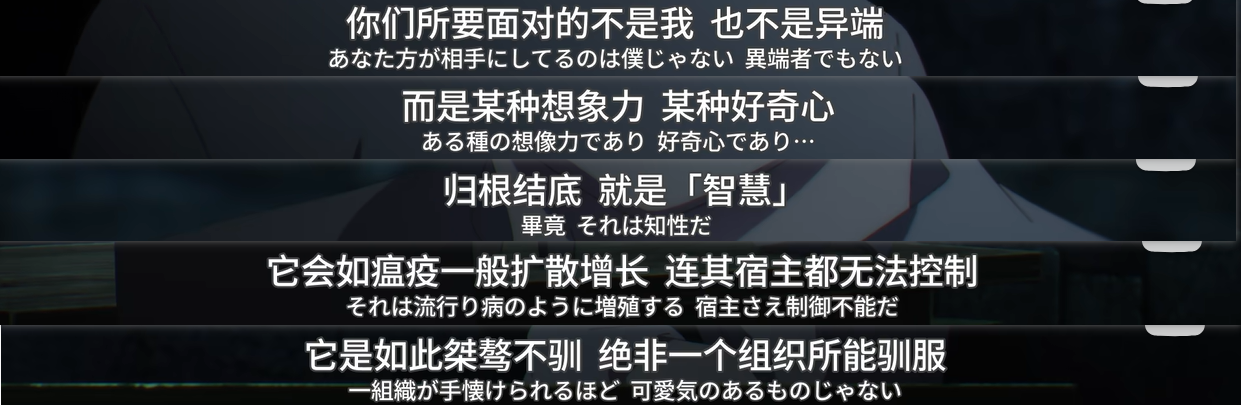 你们所要面对的不是我 也不是异端
あなた方が相手にしてるのは僕じゃない 異端者でもない
而是某种想象力 某种好奇心
ある種の想像力であり 好奇心であり…
归根结底 就是「智慧」
畢竟 それは知性だ
它会如瘟疫一般扩散增长 连其宿主都无法控制
それは流行り病のように増殖する 宿主さえ制御不能だ
它是如此桀骜不驯 绝非一个组织所能驯服
一組織が手懐けられるほど 可愛気のあるものじゃない